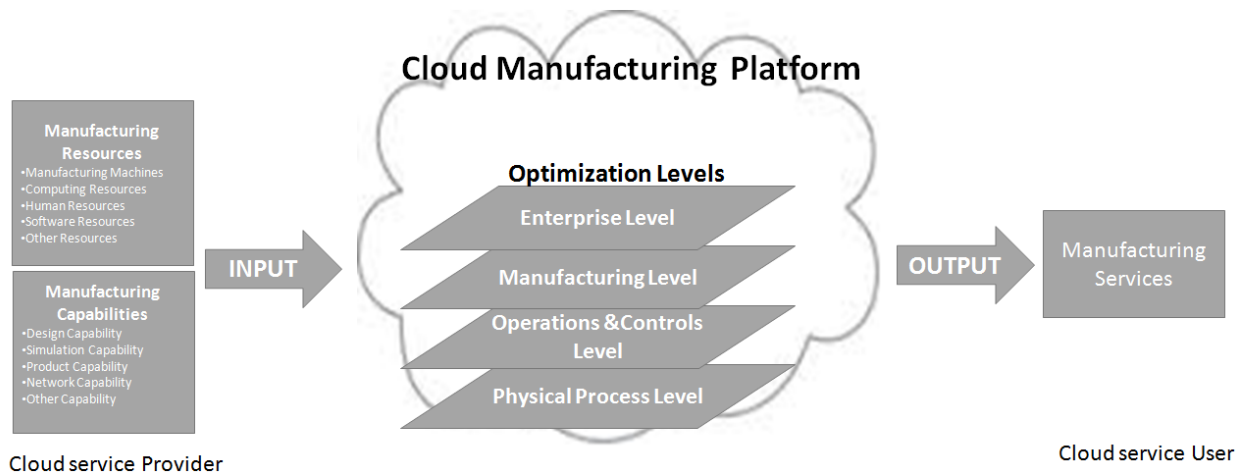 Cloud Manufacturing Platform
Manufacturing
Resources
•Manufacturing Machines
•Computing Resources
•Human Resources
•Software Resources
•Other Resources
Manufacturing
Capabilities
•Design Capability
•Simulation Capability
•Product Capability
•Network Capability
•Other Capability
Cloud service Provider
INPUT
Optimization Levels
Enterprise Level
Manufacturing Level
Operations &Controls
Level
Physical Process Level
OUTPUT
Manufacturing
Services
Cloud service User